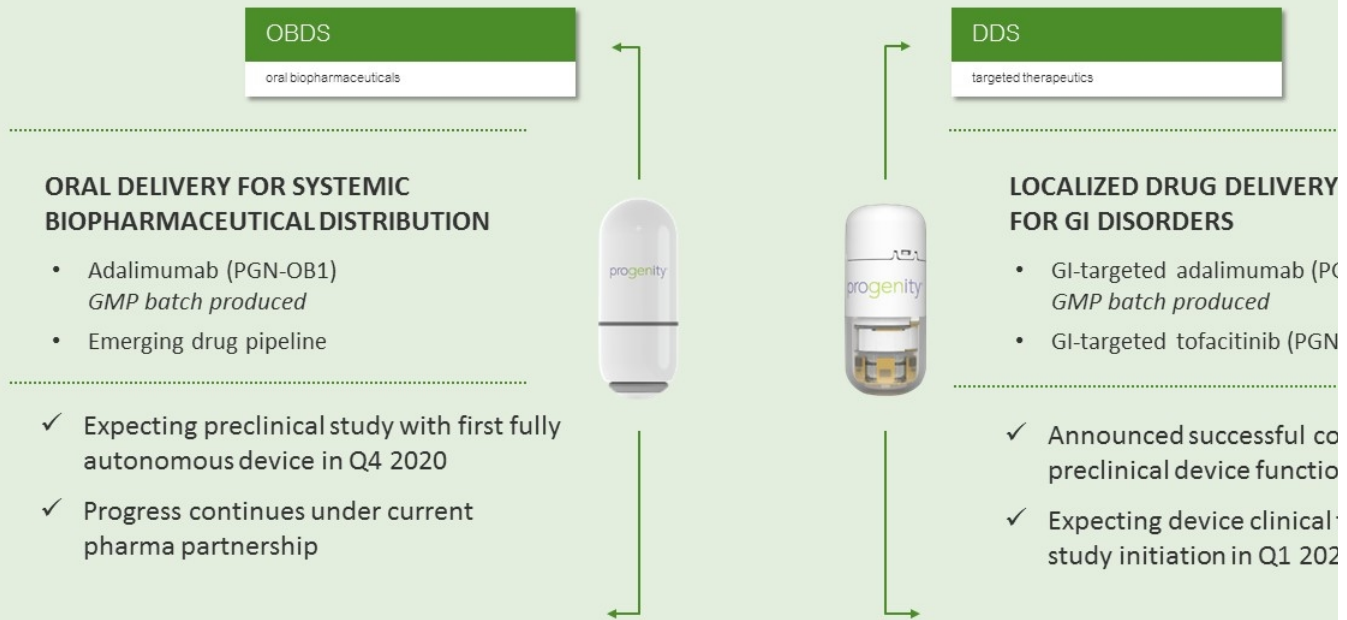 OBDS
oral biopharmaceuticals
ORAL DELIVERY FOR SYSTEMIC
BIOPHARMACEUTICAL DISTRIBUTION
• Adalimumab (PGN-OB1)
GMP batch produced
• Emerging drug pipeline
✓ Expecting preclinical study with first fully
autonomous device in Q4 2020
✓ Progress continues under current
pharma partnership
progenity
progenity
DDS
targeted therapeutics
LOCALIZED DRUG DELIVERY
FOR GI DISORDERS
• GI-targeted adalimumab
GMP batch produced
• GI-targeted tofacitinib (PGN
✓ Announced successful
preclinical device
✓ Expecting device clinical
study initiation in Q1